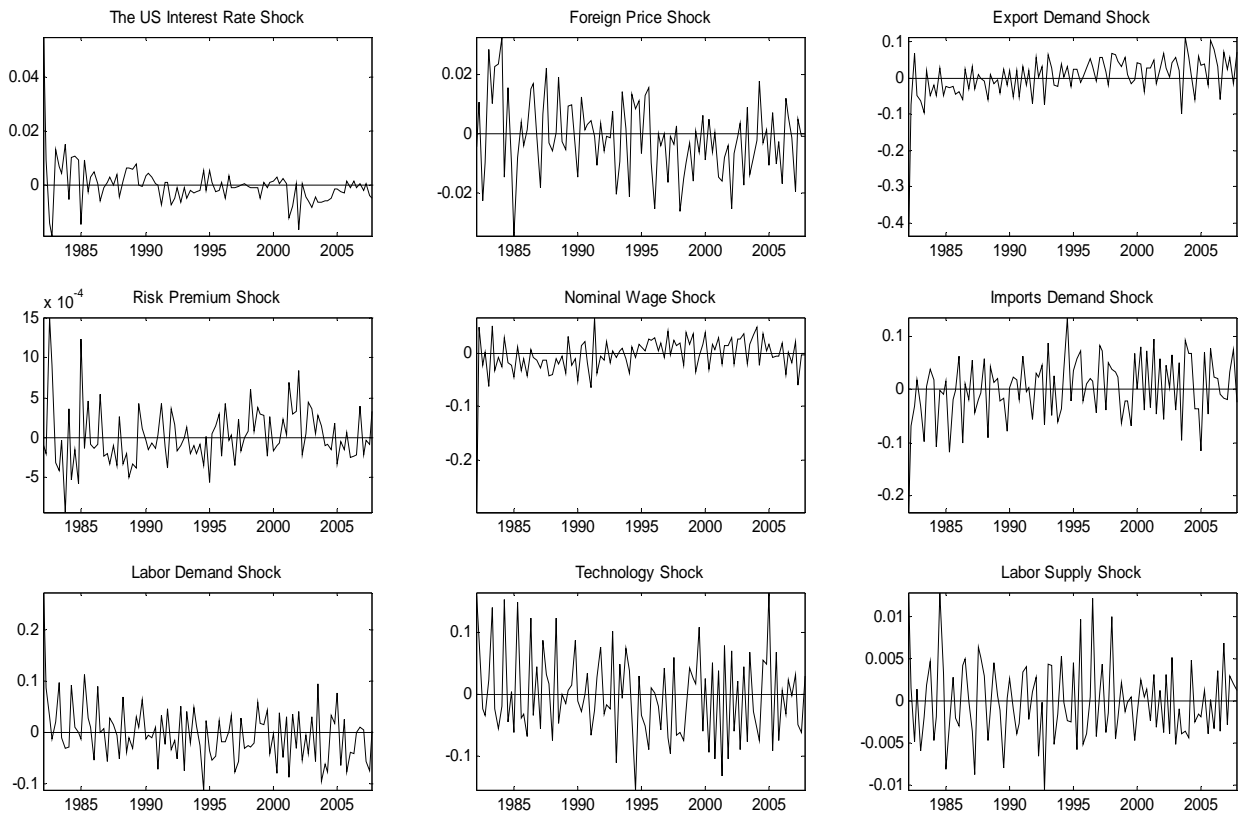 The US Interest Rate Shock
Foreign Price Shock
Export Demand Shock
0.04
0.02
0
1985 1990 1995 2000 2005
0.02
0
-0.02
1985 1990 1995 2000 2005
0.1
0
-0.1
-0.2
-0.3
-0.4
1985 1990 1995 2000 2005
Risk Premium Shock
Nominal Wage Shock
Imports Demand Shock
x 10-4
15
10
5
0
-5
1985 1990 1995 2000 2005
0
-0.1
-0.2
1985 1990 1995 2000 2005
0.1
0
-0.1
-0.2
1985 1990 1995 2000 2005
Labor Demand Shock
Technology Shock
Labor Supply Shock
0.2
0.1
0
-0.1
1985 1990 1995 2000 2005
0.1
0
-0.1
1985 1990 1995 2000 2005
0.01
0.005
0
-0.005
-0.01
1985 1990 1995 2000 2005